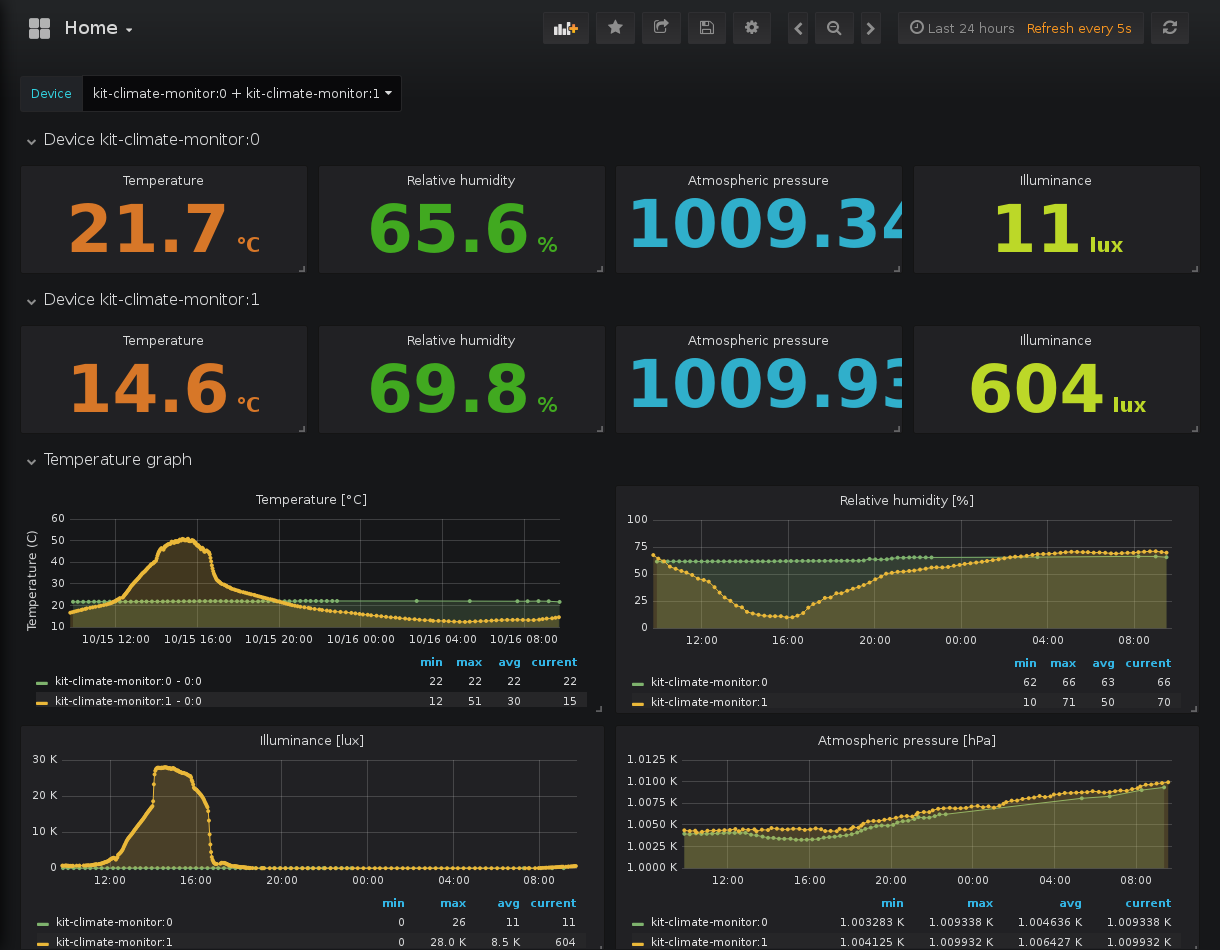 Home
Last 24 hours Refresh every 5s
Device kit-climate-monitor:0 + kit-climate-monitor:1
Device kit-climate-monitor:0
Temperature Relative humidity Atmospheric pressure Illuminance
21.7 °C 65.6 % 1009.34 11 lux
Device kit-climate-monitor:1
Temperature Relative humidity Atmospheric pressure Illuminance
14.6 °C 69.8 % 1009.93 604 lux
Temperature graph
Temperature [°C]
Temperature (C)
60
50
40
30
20
10
10/15 12:00 10/15 16:00 10/15 20:00 10/16 00:00 10/16 04:00 10/16 08:00
min max avg current
kit-climate-monitor:0 - 0:0 22 22 22 22
kit-climate-monitor:1 - 0:0 12 51 30 15
Relative humidity [%]
100
75
50
25
0
12:00 16:00 20:00 00:00 04:00 08:00
min max avg current
kit-climate-monitor:0 62 66 63 66
kit-climate-monitor:1 10 71 50 70
Illuminance [lux]
30 K
20 K
10 K
0
12:00 16:00 20:00 00:00 04:00 08:00
min max avg current
kit-climate-monitor:0 0 26 11 11
kit-climate-monitor:1 0 28.0 K 8.5 K 604
Atmospheric pressure [hPa]
1.0125 K
1.0100 K
1.0075 K
1.0050 K
1.0025 K
1.0000 K
12:00 16:00 20:00 00:00 04:00 08:00
min max avg current
kit-climate-monitor:0 1.003283 K 1.009338 K 1.004636 K 1.009338 K
kit-climate-monitor:1 1.004125 K 1.009932 K 1.006427 K 1.009932 K